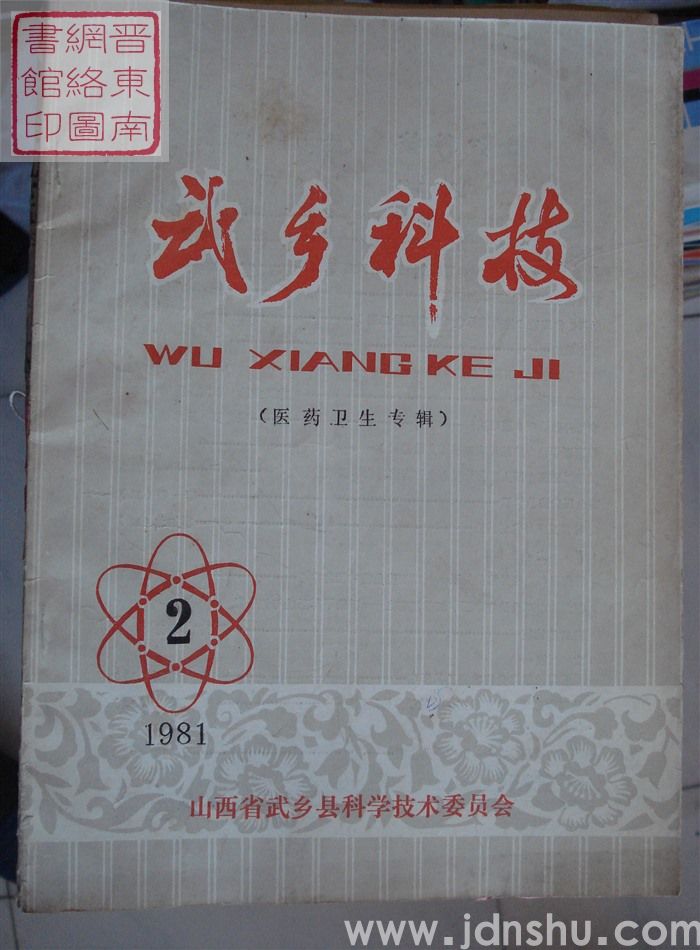 晋東南
網絡圖
書館印
武乡科技
WU XIANG KE JI
（医药卫生专辑）
2
1981
山西省武乡县科学技术委员会
www.jdnshu.com